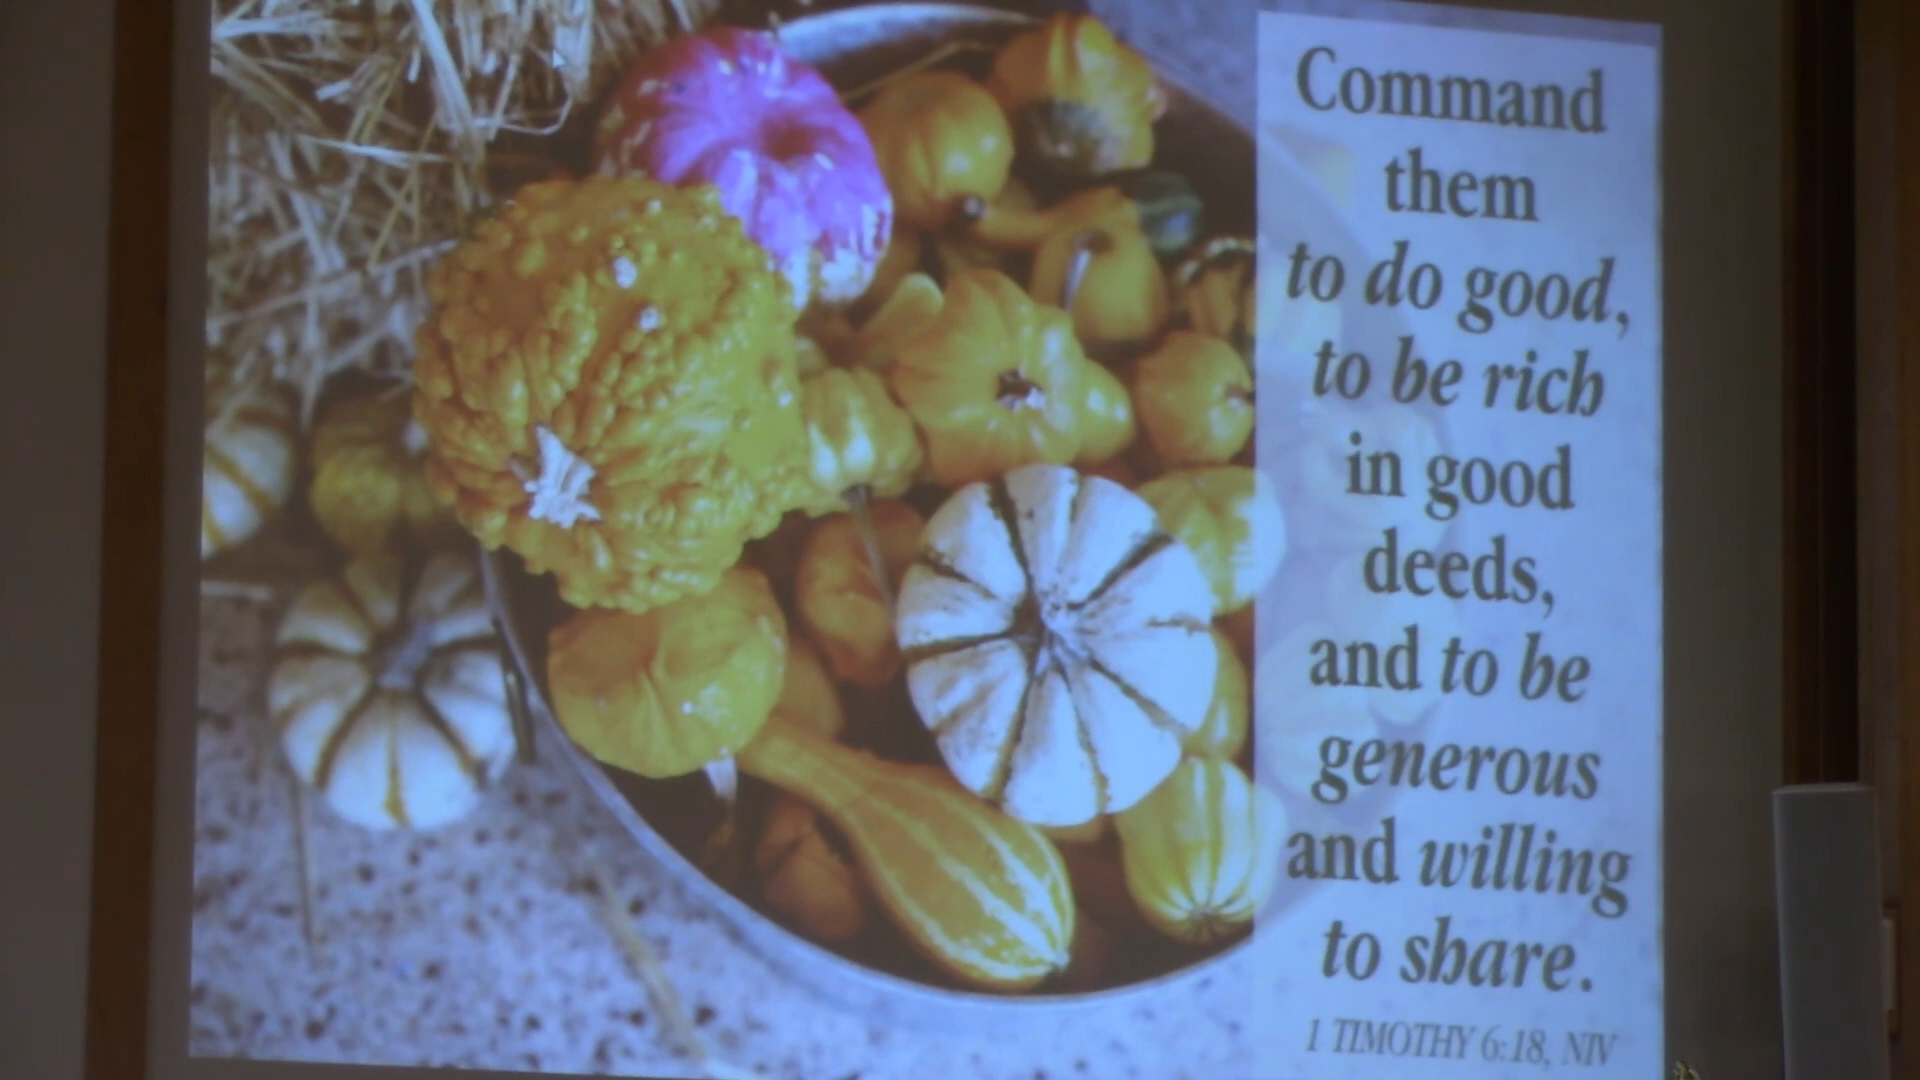 Command
them
to do good,
to be rich
in good
deeds,
and to be
generous
and willing
to share.
1 TIMOTHY 6:18, NIV